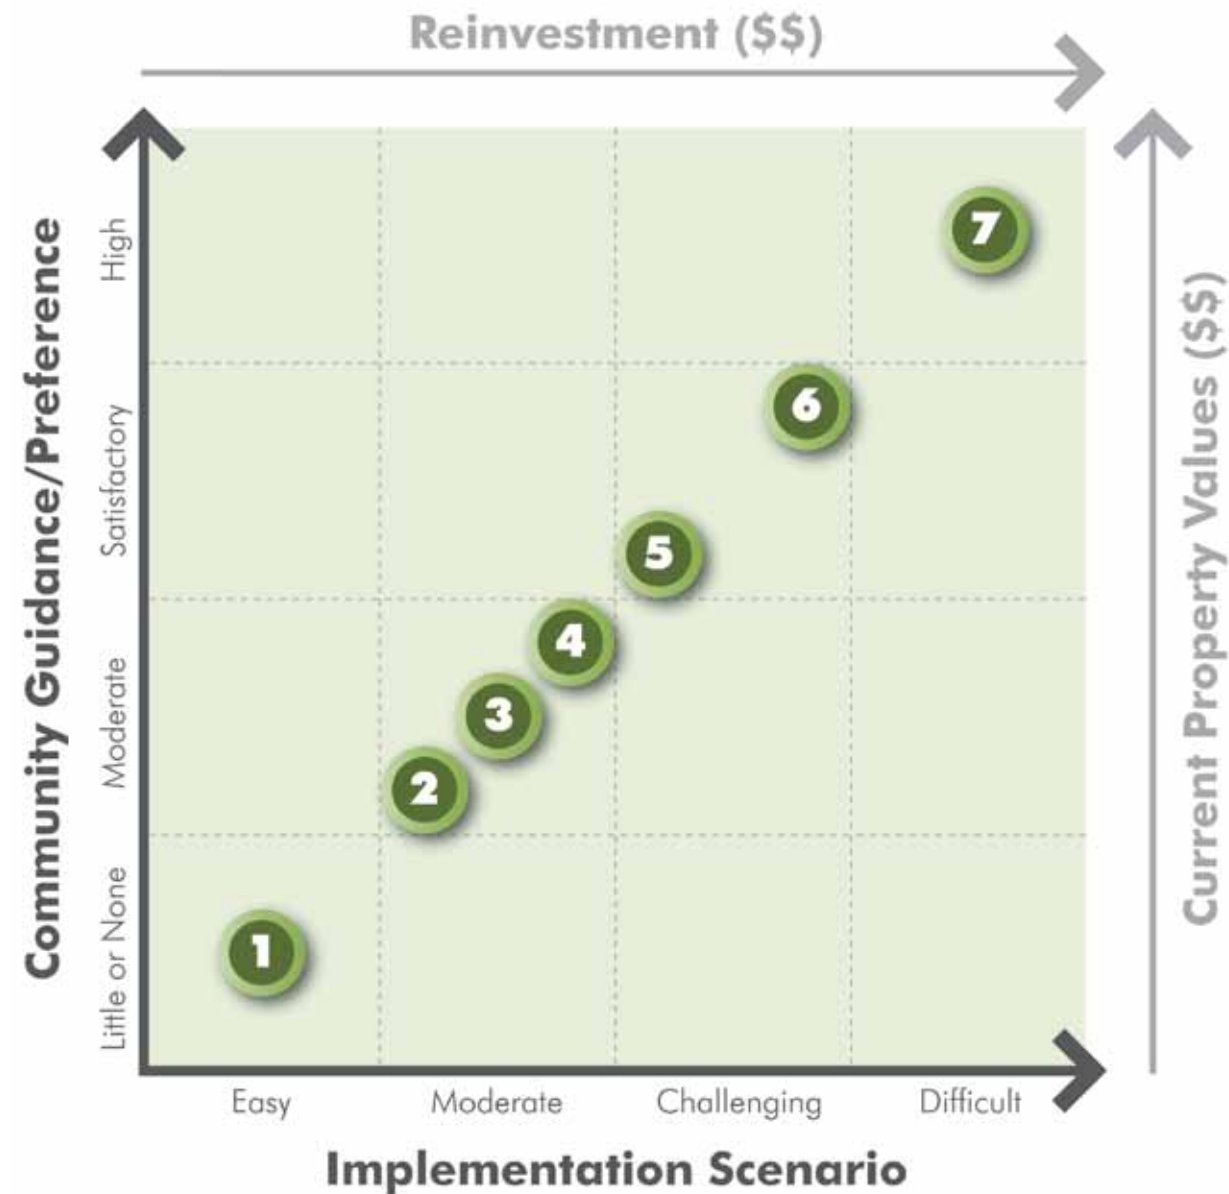 Reinvestment ($$)
Community Guidance/Preference
High
Satisfactory
Moderate
Little or None
7
6
5
4
3
2
1
Current Property Values ($$)
Easy
Moderate
Challenging
Difficult
Implementation Scenario